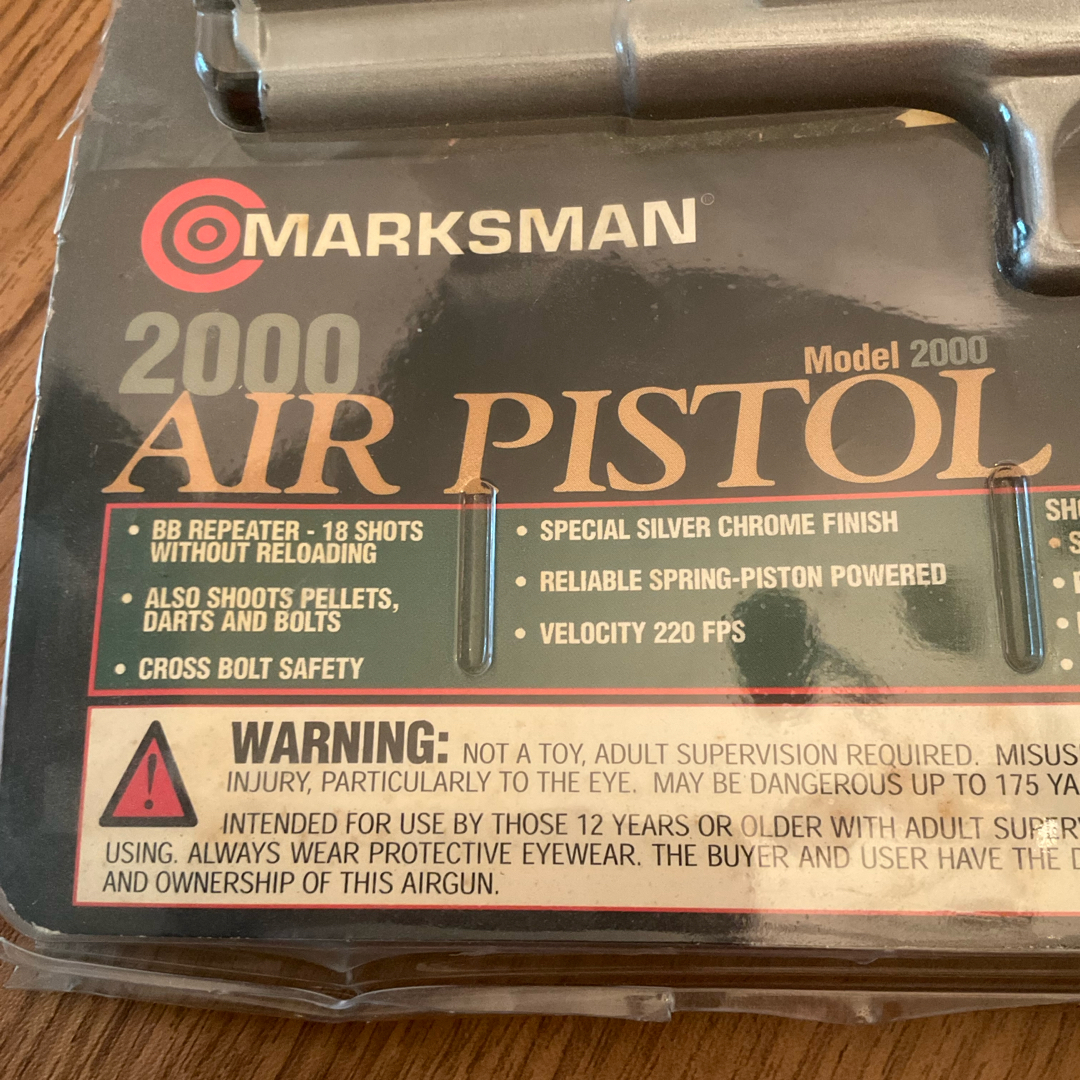 MARKSMAN®
2000
Model 2000
AIR PISTOL
• BB REPEATER - 18 SHOTS
WITHOUT RELOADING
• ALSO SHOOTS PELLETS,
DARTS AND BOLTS
• CROSS BOLT SAFETY
• SPECIAL SILVER CHROME FINISH
• RELIABLE SPRING-PISTON POWERED
• VELOCITY 220 FPS
WARNING: NOT A TOY, ADULT SUPERVISION REQUIRED. MISUS
INJURY, PARTICULARLY TO THE EYE. MAY BE DANGEROUS UP TO 175 YA
INTENDED FOR USE BY THOSE 12 YEARS OR OLDER WITH ADULT SUPERV
USING. ALWAYS WEAR PROTECTIVE EYEWEAR. THE BUYER AND USER HAVE THE D
AND OWNERSHIP OF THIS AIRGUN.